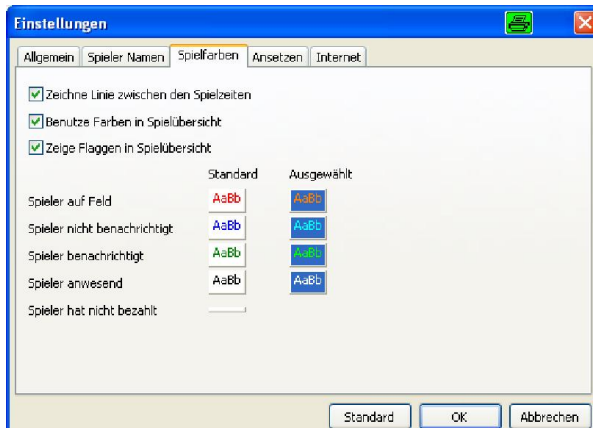 Einstellungen
Allgemein Spieler Namen Spielfarben Ansetzen Internet
Zeichne Linie zwischen den Spielzeiten
Benutze Farben in Spielübersicht
Zeige Flaggen in Spielübersicht
Standard Ausgewählt
Spieler auf Feld AaBb AaBb
Spieler nicht benachrichtigt AaBb AaBb
Spieler benachrichtigt AaBb AaBb
Spieler anwesend AaBb AaBb
Spieler hat nicht bezahlt
Standard OK Abbrechen